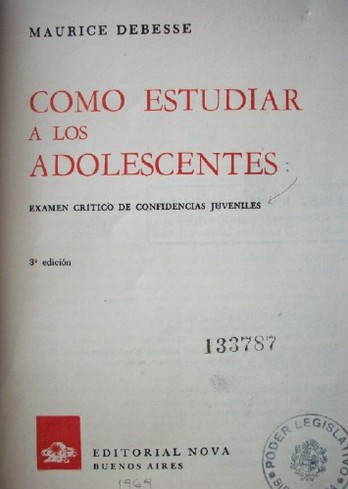 MAURICE DEBESSE
COMO ESTUDIAR
A LOS
ADOLESCENTES
EXAMEN CRITICO DE CONFIDENCIAS JUVENILES
3ª edición
133787
EDITORIAL NOVA
BUENOS AIRES
1969
PODER LEGISLATIVO